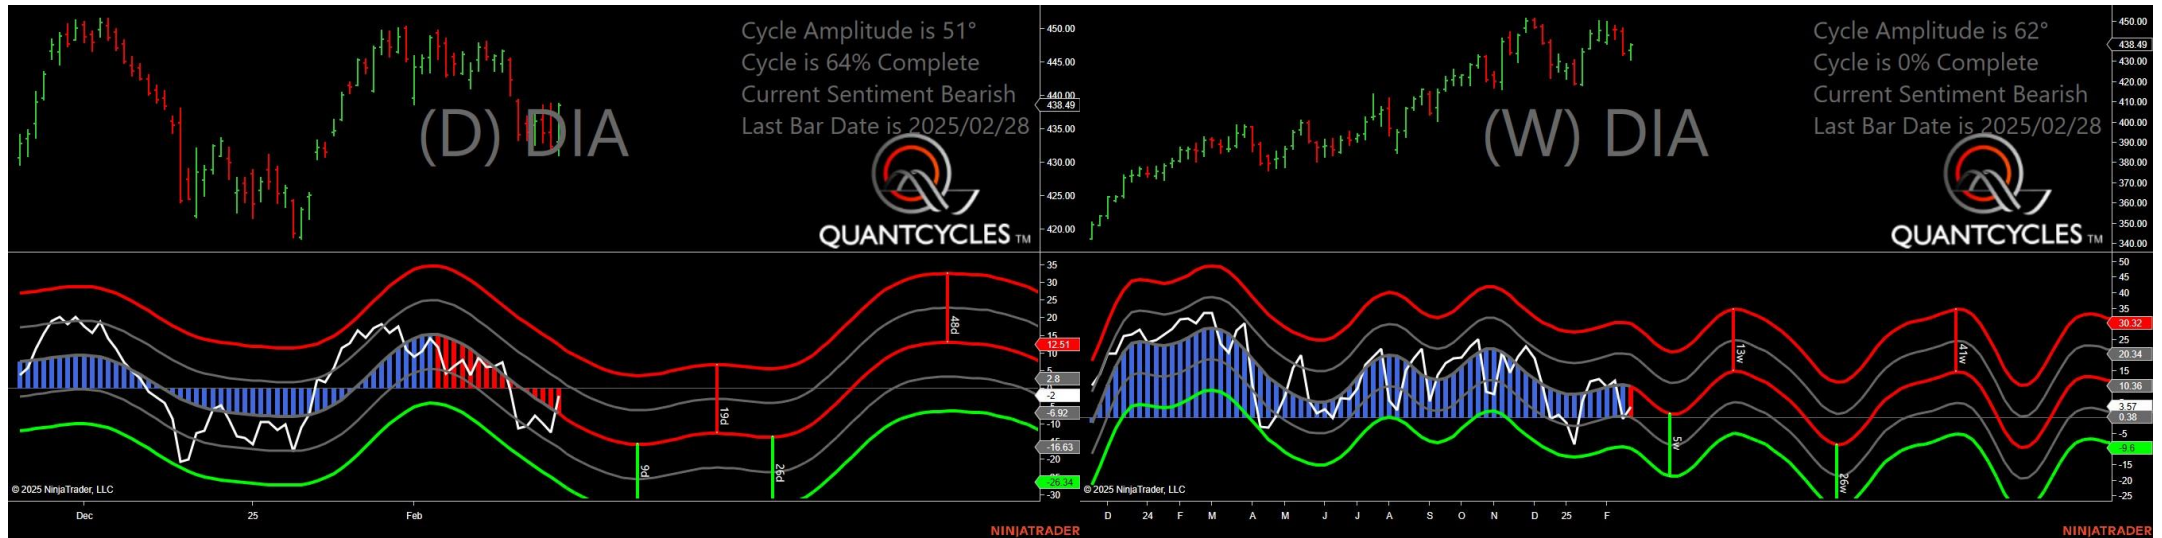 Cycle Amplitude is 51°
Cycle is 64% Complete
Current Sentiment Bearish
Last Bar Date is 2025/02/28
(D) DIA
QUANTCYCLES TM
450.00
445.00
440.00
438.49
435.00
430.00
425.00
420.00
35
30
25
20
15
12.51
10
5
2.8
-2
-5
-6.92
-10
-16.63
-20
-26.34
-30
48d
19d
9d
26d
© 2025 NinjaTrader, LLC
Dec
25
Feb
NINJATRADER
Cycle Amplitude is 62°
Cycle is 0% Complete
Current Sentiment Bearish
Last Bar Date is 2025/02/28
(W) DIA
QUANTCYCLES TM
450.00
438.49
430.00
420.00
410.00
400.00
390.00
380.00
370.00
360.00
350.00
340.00
50
45
40
35
30.32
25
20.34
15
10.36
3.57
0.38
-5
-9.6
-15
-20
-25
13w
41w
5w
26w
© 2025 NinjaTrader, LLC
D 24 F M A M J J A S O N D 25 F
NINJATRADER